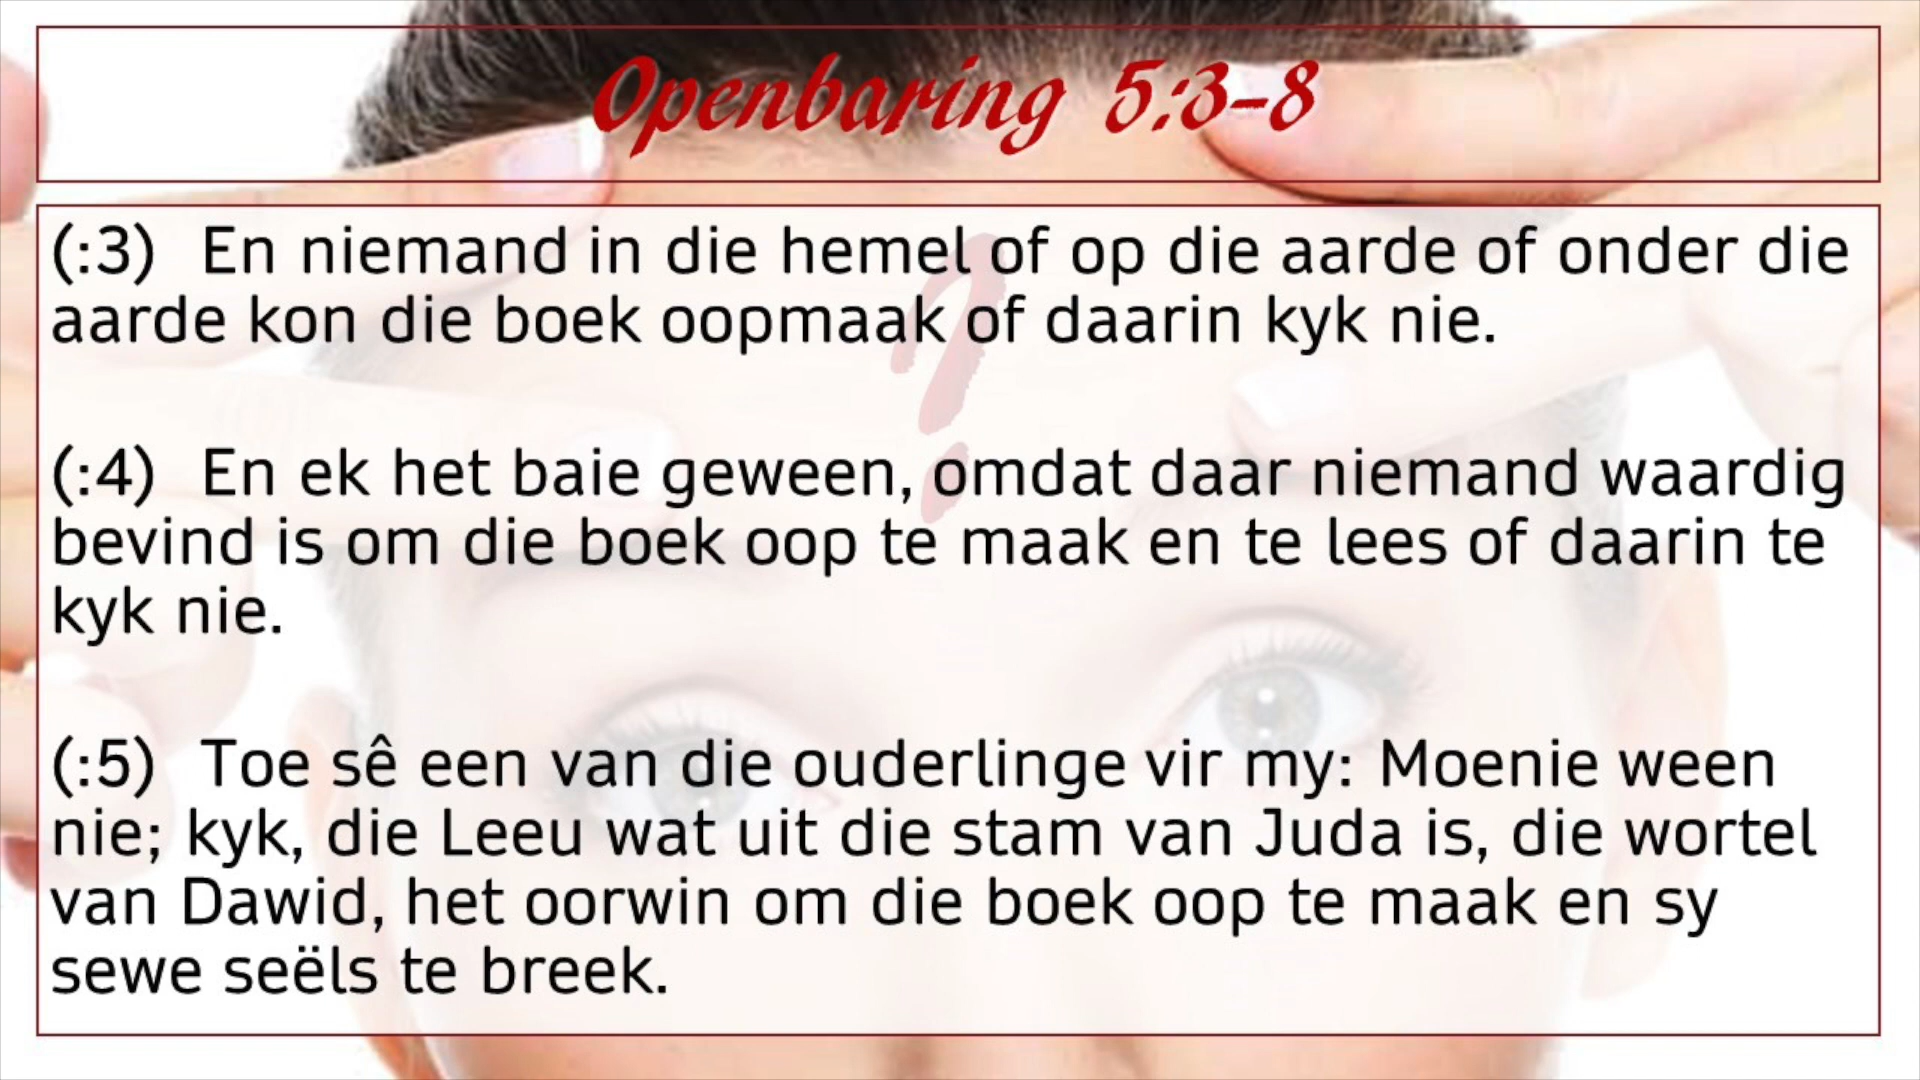 Openbaring 5:3-8
(:3) En niemand in die hemel of op die aarde of onder die
aarde kon die boek oopmaak of daarin kyk nie.
(:4) En ek het baie geween, omdat daar niemand waardig
bevind is om die boek oop te maak en te lees of daarin te
kyk nie.
(:5) Toe sê een van die ouderlinge vir my: Moenie ween
nie; kyk, die Leeu wat uit die stam van Juda is, die wortel
van Dawid, het oorwin om die boek oop te maak en sy
sewe seëls te breek.